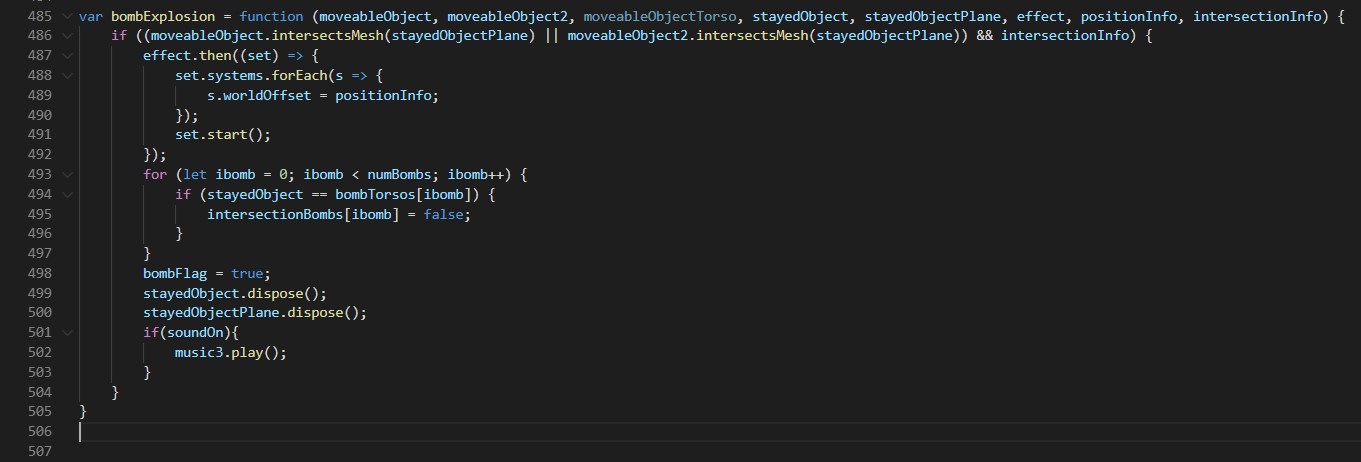 485 var bombExplosion = function (moveableObject, moveableObject2, moveableObjectTorso, stayedObject, stayedObjectPlane, effect, positionInfo, intersectionInfo) {
486     if ((moveableObject.intersectsMesh(stayedObjectPlane) || moveableObject2.intersectsMesh(stayedObjectPlane)) && intersectionInfo) {
487         effect.then((set) => {
488             set.systems.forEach(s => {
489                 s.worldOffset = positionInfo;
490             });
491             set.start();
492         });
493         for (let ibomb = 0; ibomb < numBombs; ibomb++) {
494             if (stayedObject == bombTorsos[ibomb]) {
495                 intersectionBombs[ibomb] = false;
496             }
497         }
498         bombFlag = true;
499         stayedObject.dispose();
500         stayedObjectPlane.dispose();
501         if(soundOn){
502             music3.play();
503         }
504     }
505 }
506
507